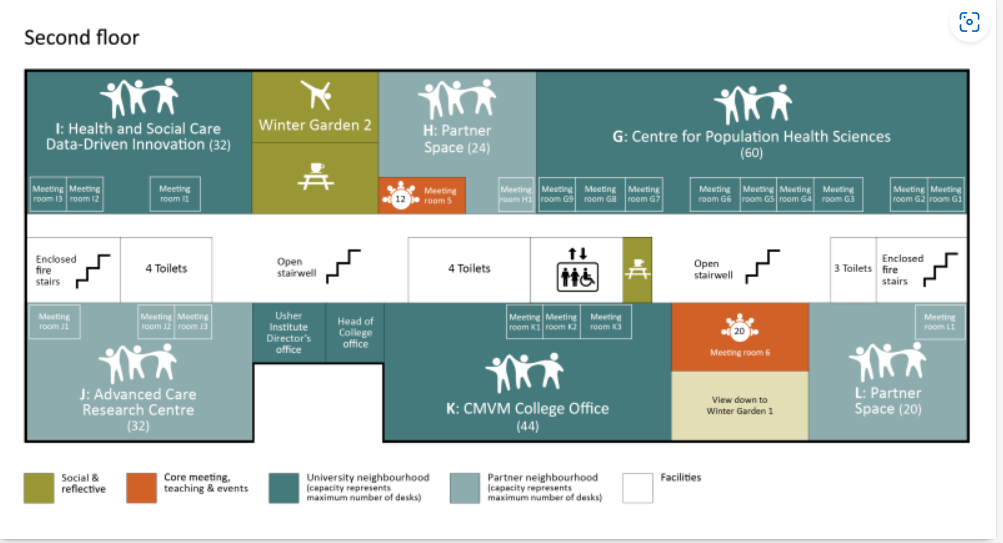 Second floor
I: Health and Social Care
Data-Driven Innovation (32)
Winter Garden 2
H: Partner
Space (24)
G: Centre for Population Health Sciences
(60)
Meeting
room I3
Meeting
room I2
Meeting
room I1
12
Meeting
room 5
Meeting
room H1
Meeting
room G9
Meeting
room G8
Meeting
room G7
Meeting
room G6
Meeting
room G5
Meeting
room G4
Meeting
room G3
Meeting
room G2
Meeting
room G1
Enclosed
fire
stairs
4 Toilets
Open
stairwell
4 Toilets
Open
stairwell
3 Toilets
Enclosed
fire
stairs
Meeting
room J1
Meeting
room J2
Meeting
room J3
Usher
Institute
Director's
office
Head of
College
office
Meeting
room K1
Meeting
room K2
Meeting
room K3
20
Meeting room 6
Meeting
room L1
J: Advanced Care
Research Centre
(32)
K: CMVM College Office
(44)
View down to
Winter Garden 1
L: Partner
Space (20)
Social &
reflective
Core meeting,
teaching & events
University neighbourhood
(capacity represents
maximum number of desks)
Partner neighbourhood
(capacity represents
maximum number of desks)
Facilities